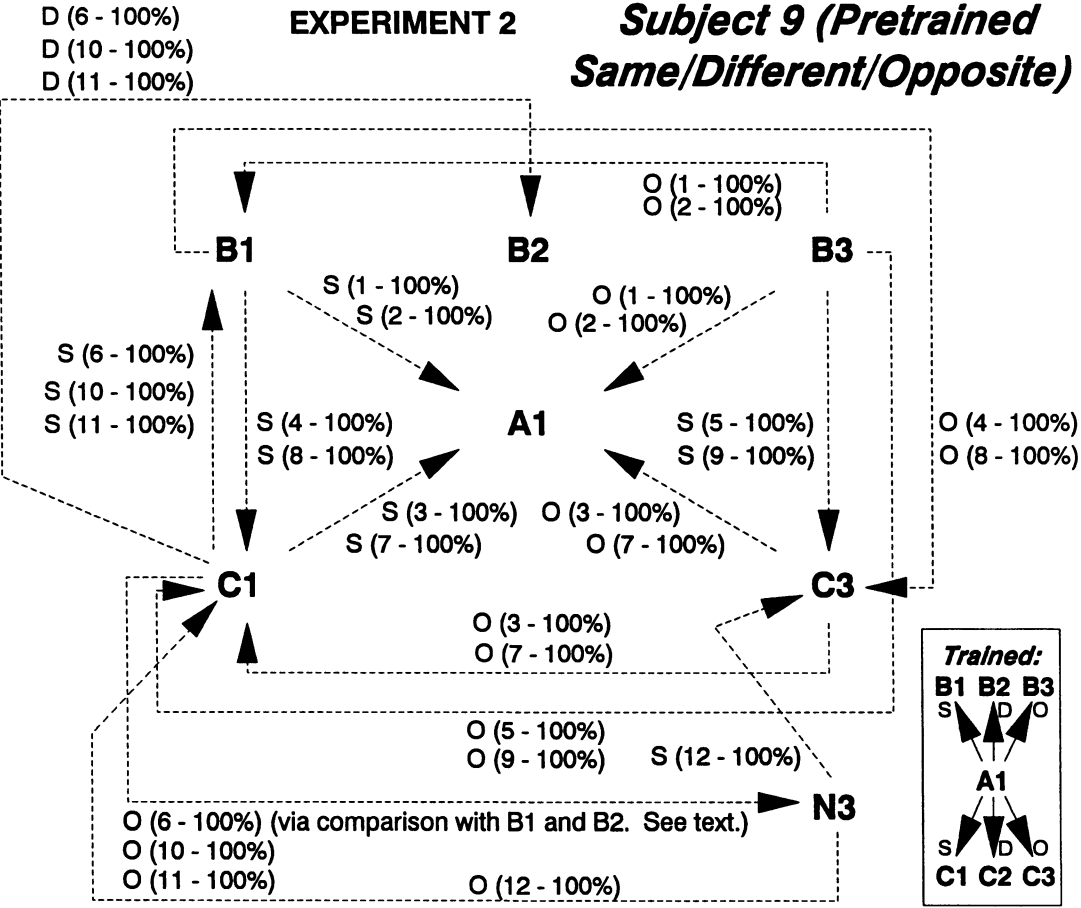 D (6 - 100%)
D (10 - 100%)
D (11 - 100%)
EXPERIMENT 2
Subject 9 (Pretrained
Same/Different/Opposite)
O (1 - 100%)
O (2 - 100%)
B1
B2
B3
S (1 - 100%)
S (2 - 100%)
O (1 - 100%)
O (2 - 100%)
S (6 - 100%)
S (10 - 100%)
S (11 - 100%)
S (4 - 100%)
S (8 - 100%)
A1
S (5 - 100%)
S (9 - 100%)
O (4 - 100%)
O (8 - 100%)
S (3 - 100%)
S (7 - 100%)
O (3 - 100%)
O (7 - 100%)
C1
C3
O (3 - 100%)
O (7 - 100%)
O (5 - 100%)
O (9 - 100%)
S (12 - 100%)
N3
O (6 - 100%) (via comparison with B1 and B2. See text.)
O (10 - 100%)
O (11 - 100%)
O (12 - 100%)
Trained:
B1 B2 B3
S D O
A1
S D O
C1 C2 C3